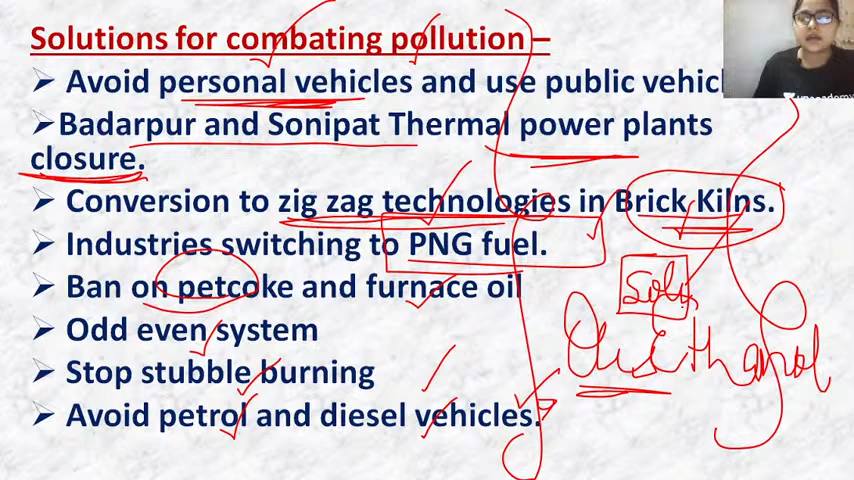 Solutions for combating pollution –
➤ Avoid personal vehicles and use public vehicl
➤Badarpur and Sonipat Thermal power plants
closure.
➤ Conversion to zig zag technologies in Brick Kilns.
➤ Industries switching to PNG fuel.
➤ Ban on petcoke and furnace oil
➤ Odd even system
➤ Stop stubble burning
➤ Avoid petrol and diesel vehicles.